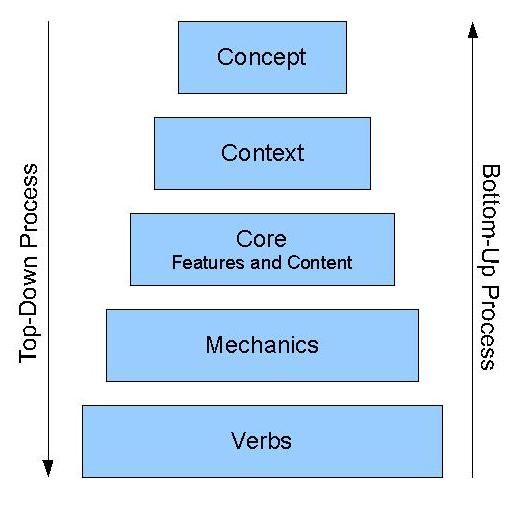 Concept
Context
Core
Features and Content
Mechanics
Verbs
Top-Down Process
Bottom-Up Process